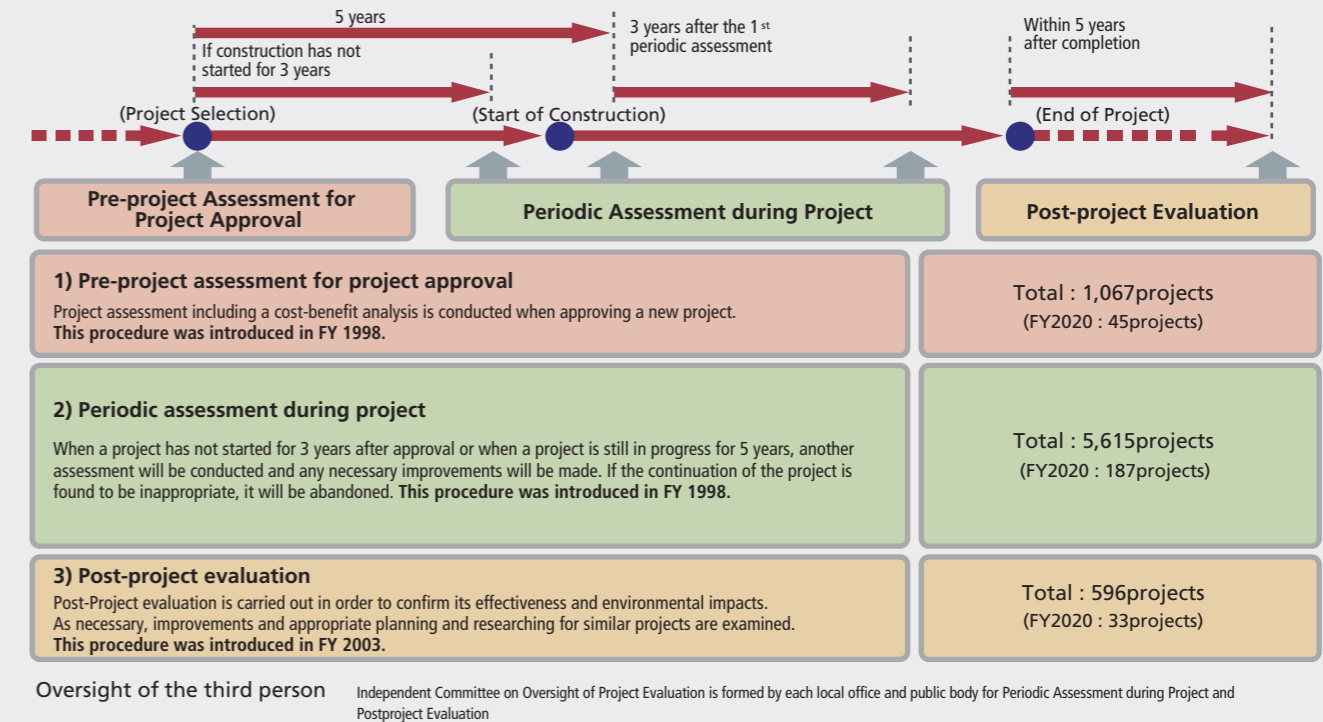 5 years
If construction has not
started for 3 years
3 years after the 1st
periodic assessment
Within 5 years
after completion
(Project Selection)
(Start of Construction)
(End of Project)
Pre-project Assessment for
Project Approval
Periodic Assessment during Project
Post-project Evaluation
1) Pre-project assessment for project approval
Project assessment including a cost-benefit analysis is conducted when approving a new project.
This procedure was introduced in FY 1998.
Total : 1,067projects
(FY2020 : 45projects)
2) Periodic assessment during project
When a project has not started for 3 years after approval or when a project is still in progress for 5 years, another
assessment will be conducted and any necessary improvements will be made. If the continuation of the project is
found to be inappropriate, it will be abandoned. This procedure was introduced in FY 1998.
Total : 5,615projects
(FY2020 : 187projects)
3) Post-project evaluation
Post-Project evaluation is carried out in order to confirm its effectiveness and environmental impacts.
As necessary, improvements and appropriate planning and researching for similar projects are examined.
This procedure was introduced in FY 2003.
Total : 596projects
(FY2020 : 33projects)
Oversight of the third person
Independent Committee on Oversight of Project Evaluation is formed by each local office and public body for Periodic Assessment during Project and
Postproject Evaluation